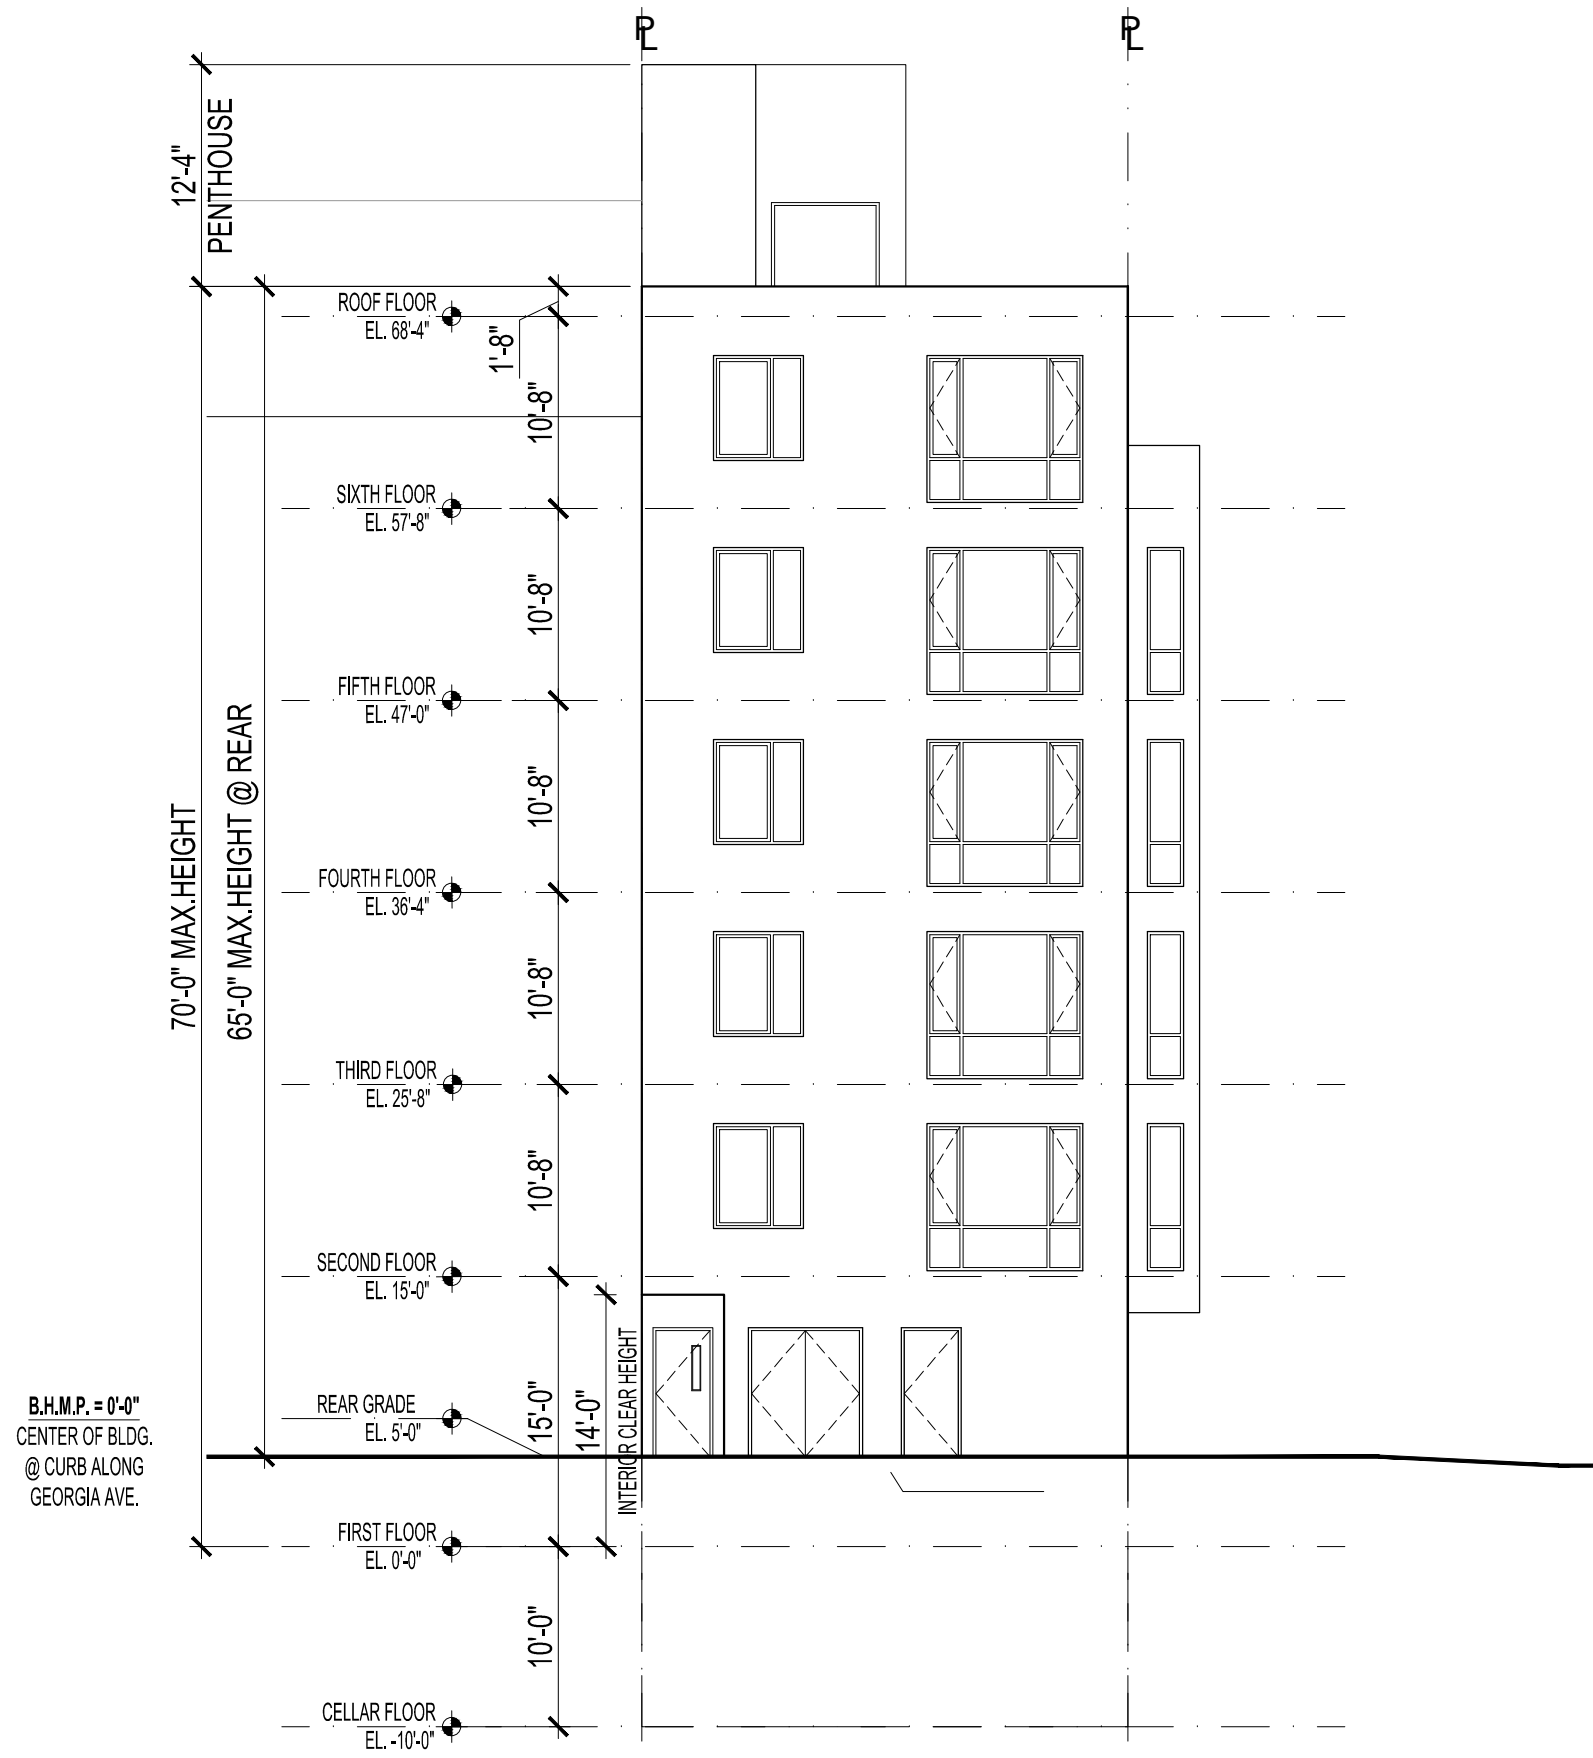 PL
PL
12'-4"
PENTHOUSE
ROOF FLOOR
EL. 68'-4"
1'-8"
10'-8"
SIXTH FLOOR
EL. 57'-8"
10'-8"
FIFTH FLOOR
EL. 47'-0"
10'-8"
70'-0" MAX.HEIGHT
65'-0" MAX.HEIGHT @ REAR
FOURTH FLOOR
EL. 36'-4"
10'-8"
THIRD FLOOR
EL. 25'-8"
10'-8"
SECOND FLOOR
EL. 15'-0"
15'-0"
14'-0"
INTERIOR CLEAR HEIGHT
REAR GRADE
EL. 5'-0"
B.H.M.P. = 0'-0"
CENTER OF BLDG.
@ CURB ALONG
GEORGIA AVE.
FIRST FLOOR
EL. 0'-0"
10'-0"
CELLAR FLOOR
EL. -10'-0"